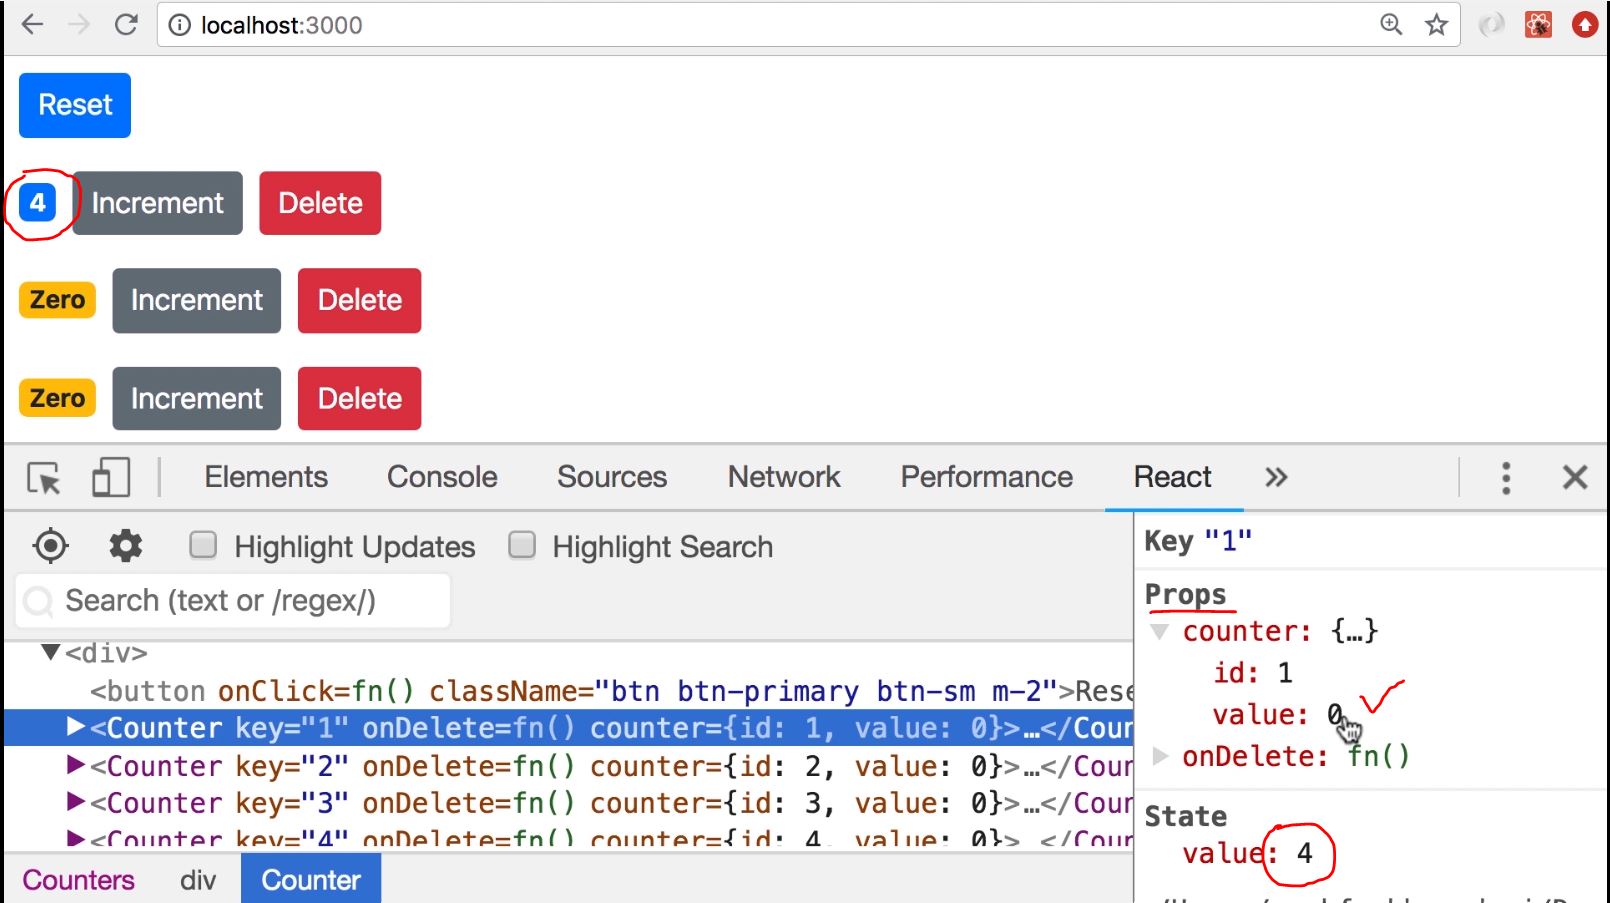 localhost:3000
Reset
4 Increment Delete
Zero Increment Delete
Zero Increment Delete
Elements Console Sources Network Performance React »
Highlight Updates Highlight Search
Search (text or /regex/)
<div>
<button onClick=fn() className="btn btn-primary btn-sm m-2">Rese
<Counter key="1" onDelete=fn() counter={id: 1, value: 0}>…</Cour
<Counter key="2" onDelete=fn() counter={id: 2, value: 0}>…</Cour
<Counter key="3" onDelete=fn() counter={id: 3, value: 0}>…</Cour
<Counter key="4" onDelete=fn() counter={id: 4, value: 0}>
Counters div Counter
Key "1"
Props
counter: {…}
id: 1
value: 0
onDelete: fn()
State
value: 4